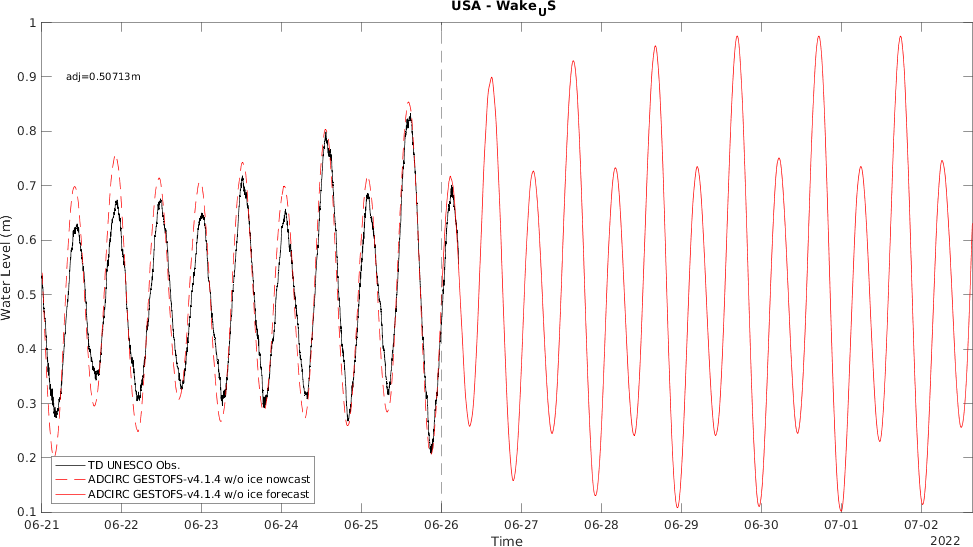 USA - Wake_US
adj=0.50713m
Water Level (m)
1
0.9
0.8
0.7
0.6
0.5
0.4
0.3
0.2
0.1
TD UNESCO Obs.
ADCIRC GESTOFS-v4.1.4 w/o ice nowcast
ADCIRC GESTOFS-v4.1.4 w/o ice forecast
06-21 06-22 06-23 06-24 06-25 06-26 06-27 06-28 06-29 06-30 07-01 07-02
Time
2022